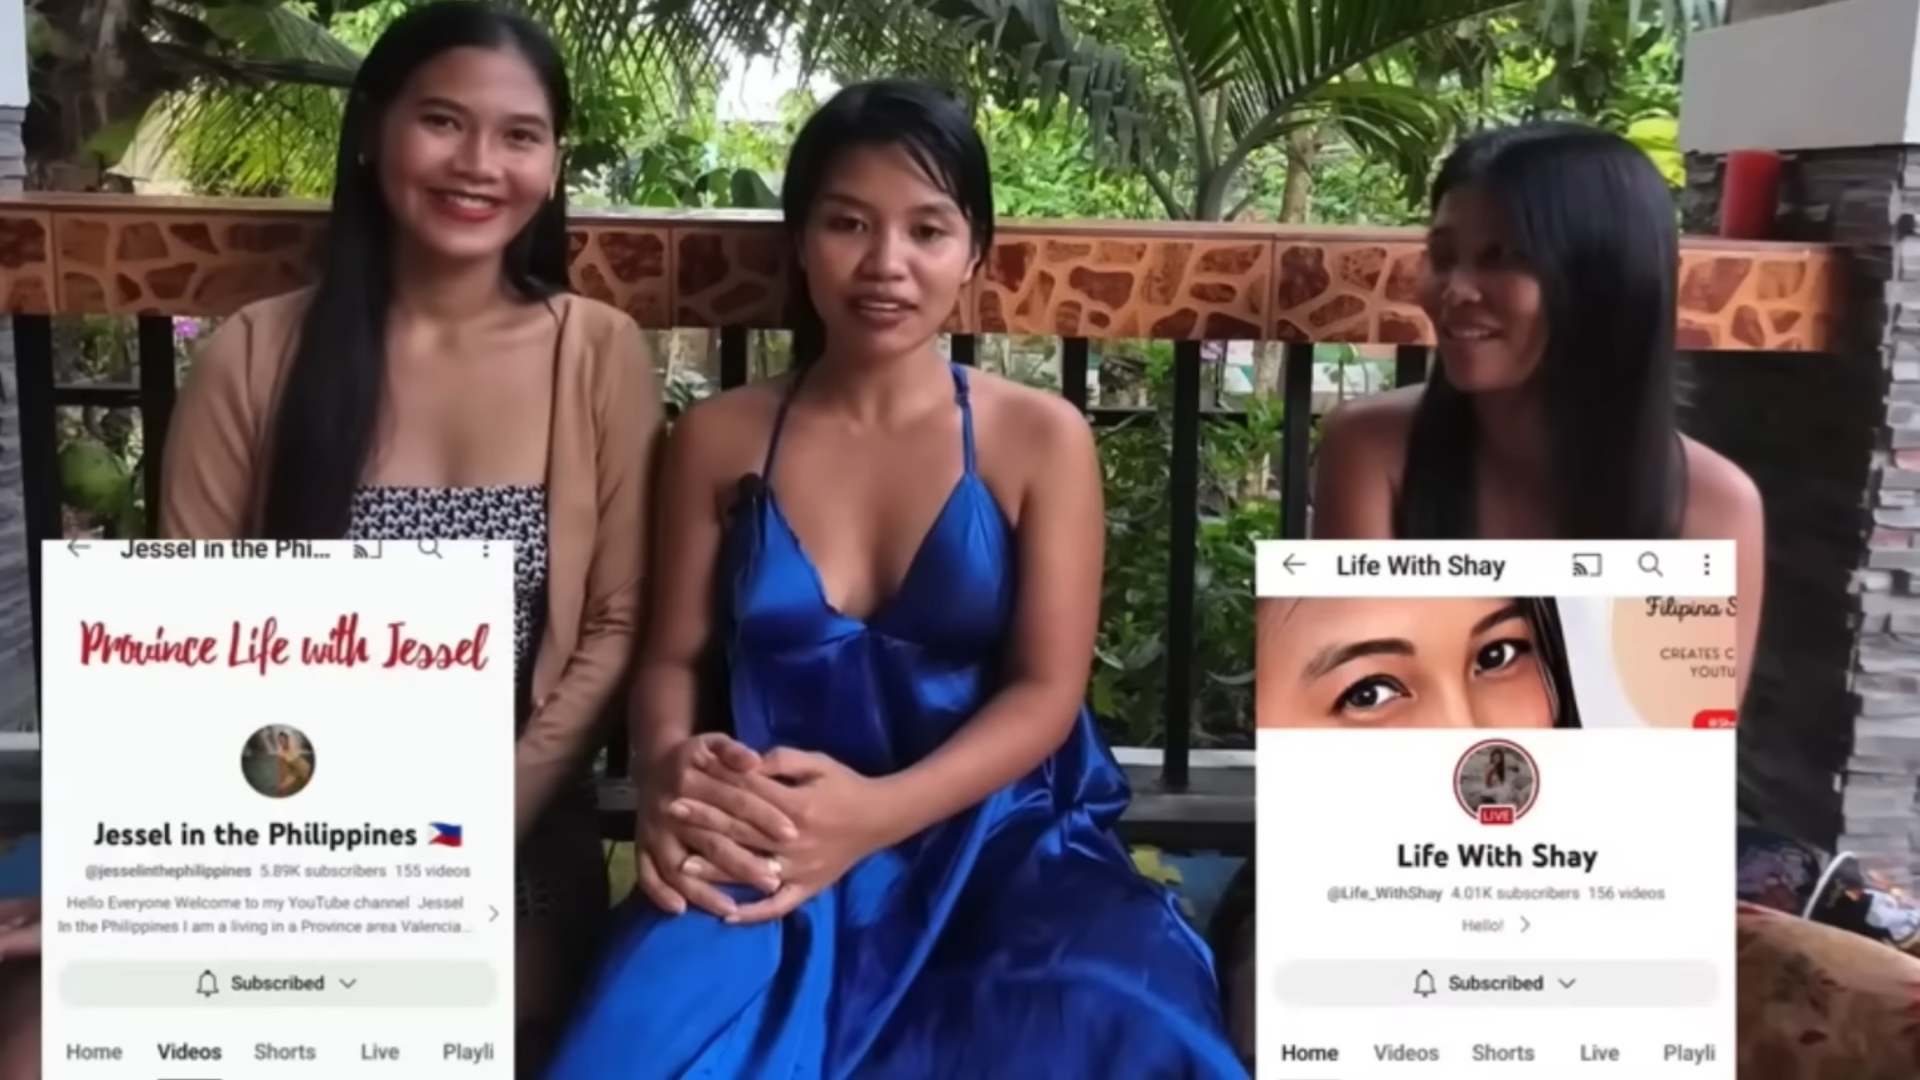 Jessel in the Phi...
Province Life with Jessel
Jessel in the Philippines
@jesselinthephilippines 5.89K subscribers 155 videos
Hello Everyone Welcome to my YouTube channel Jessel
In the Philippines I am a living in a Province area Valencia...
Subscribed
Home Videos Shorts Live Playli
Life With Shay
Filipina S
CREATES C
YOUTU
LIVE
Life With Shay
@Life_WithShay 4.01K subscribers 156 videos
Hello!
Subscribed
Home Videos Shorts Live Playli